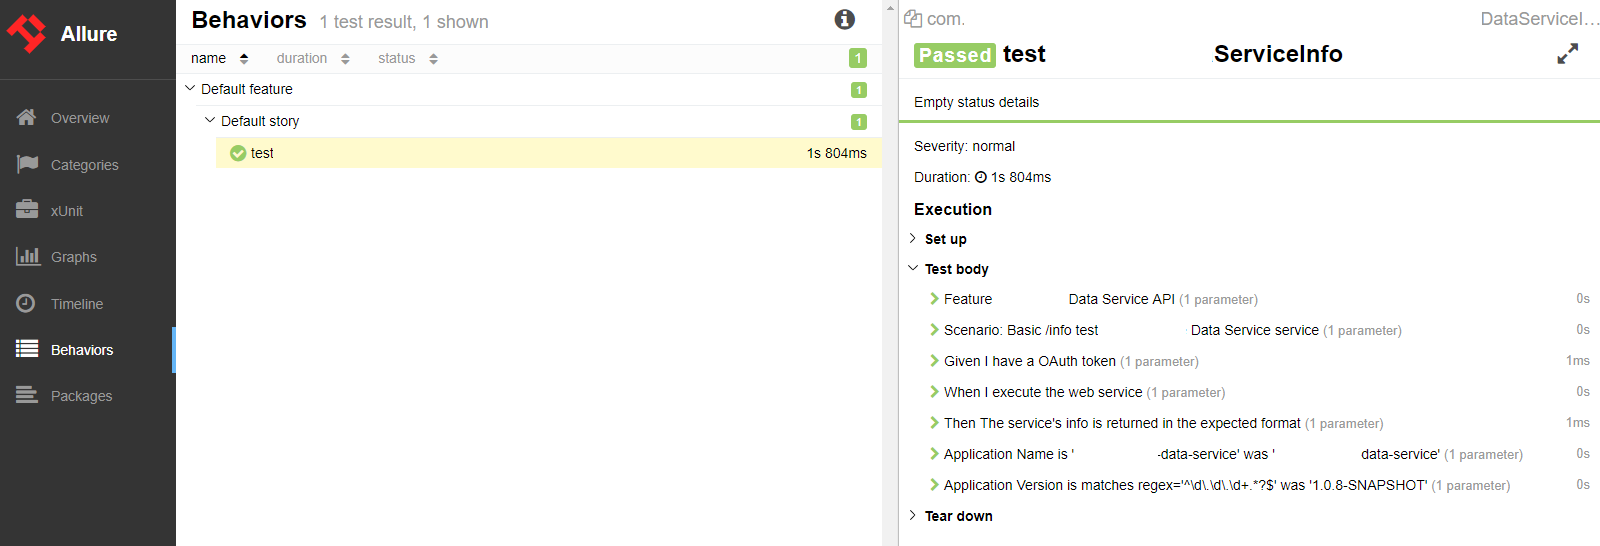 Allure
Overview
Categories
xUnit
Graphs
Timeline
Behaviors
Packages
Behaviors 1 test result, 1 shown
name duration status 1
Default feature 1
Default story 1
test 1s 804ms
com. DataServiceI...
Passed test ServiceInfo
Empty status details
Severity: normal
Duration: 1s 804ms
Execution
Set up
Test body
Feature Data Service API (1 parameter) 0s
Scenario: Basic /info test Data Service service (1 parameter) 0s
Given I have a OAuth token (1 parameter) 1ms
When I execute the web service (1 parameter) 0s
Then The service's info is returned in the expected format (1 parameter) 1ms
Application Name is ' -data-service' was ' data-service' (1 parameter) 0s
Application Version is matches regex='^\d\.\d\.\d+.*?$' was '1.0.8-SNAPSHOT' (1 parameter) 0s
Tear down